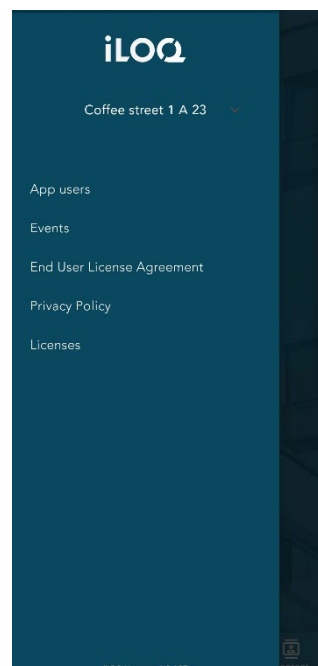 iLOQ
Coffee street 1 A 23
App users
Events
End User License Agreement
Privacy Policy
Licenses